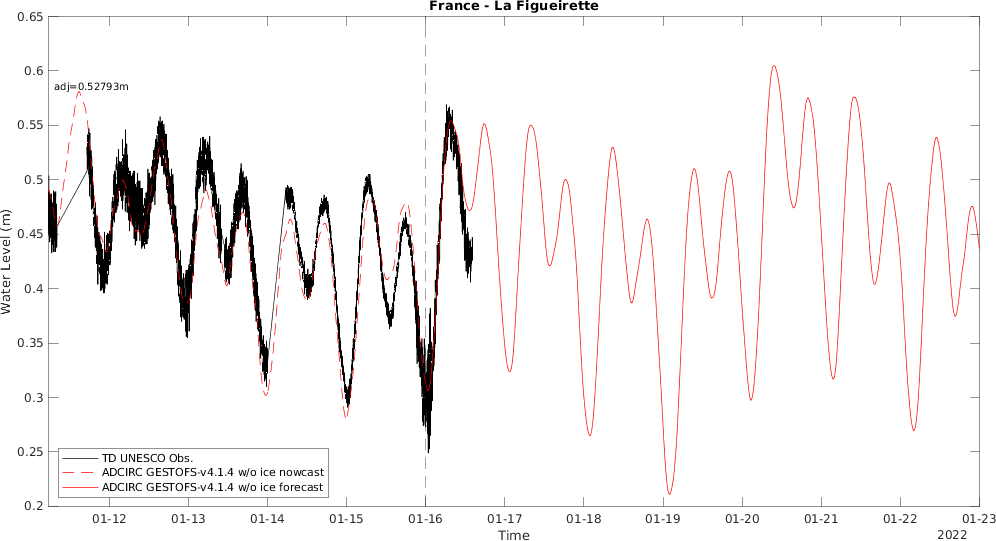 France - La Figueirette
adj=0.52793m
0.65
0.6
0.55
0.5
0.45
0.4
0.35
0.3
0.25
0.2
Water Level (m)
TD UNESCO Obs.
ADCIRC GESTOFS-v4.1.4 w/o ice nowcast
ADCIRC GESTOFS-v4.1.4 w/o ice forecast
01-12 01-13 01-14 01-15 01-16 01-17 01-18 01-19 01-20 01-21 01-22 01-23
Time
2022